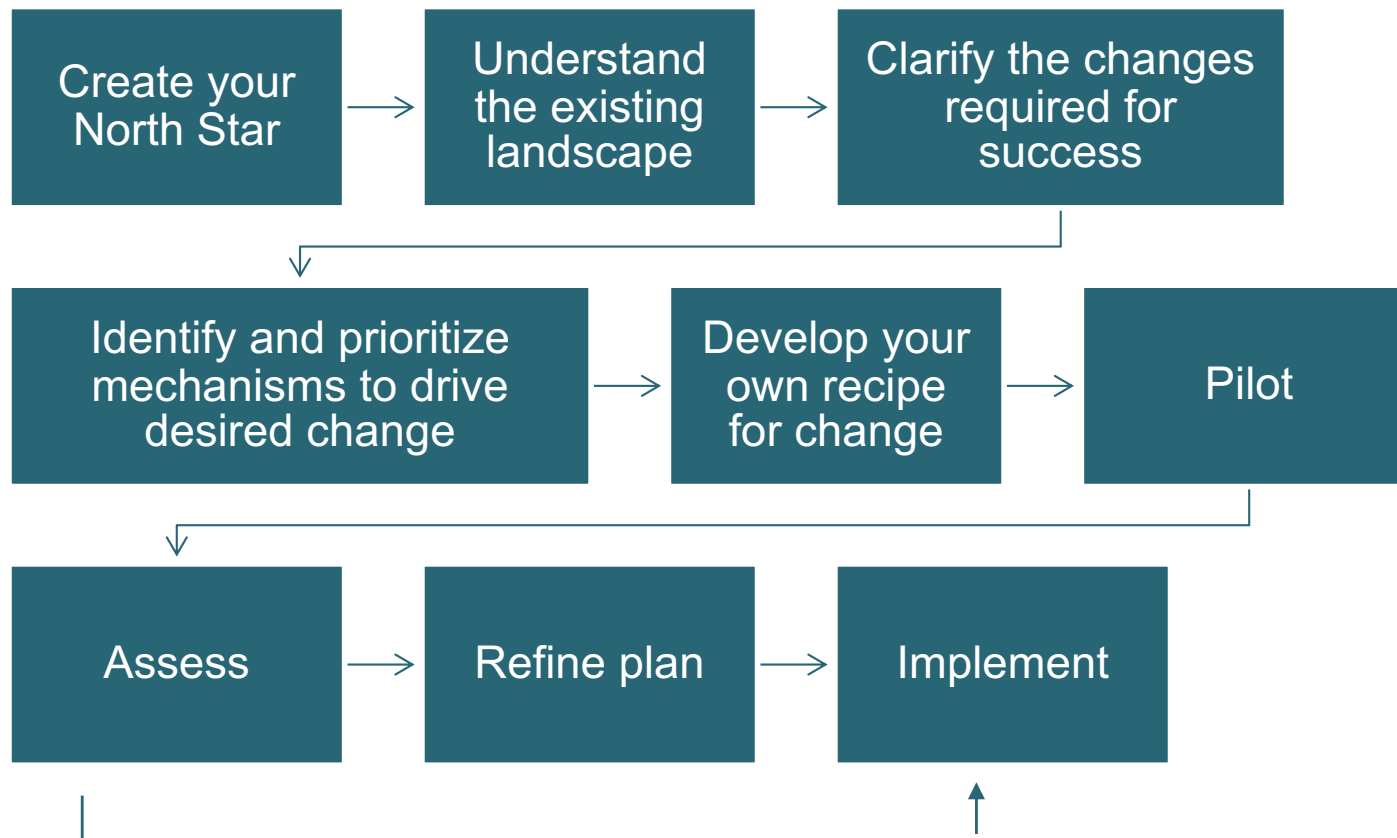 Create your
North Star
Understand
the existing
landscape
Clarify the changes
required for
success
Identify and prioritize
mechanisms to drive
desired change
Develop your
own recipe
for change
Pilot
Assess
Refine plan
Implement